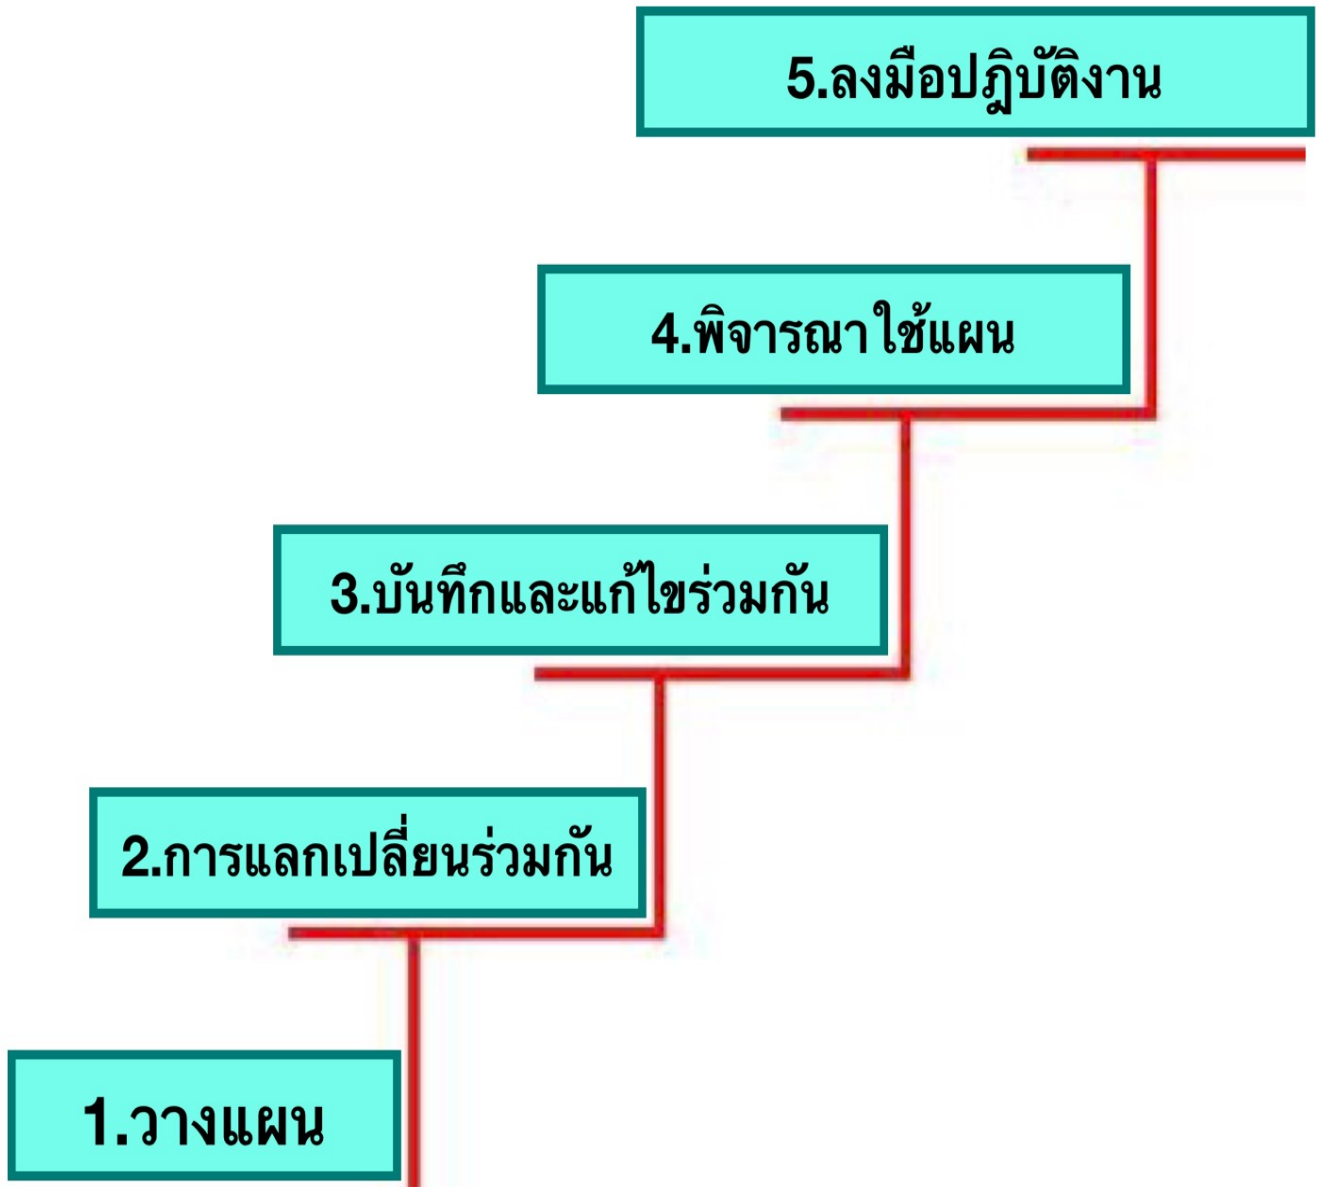 5.ลงมือปฎิบัติงาน
4.พิจารณาใช้แผน
3.บันทึกและแก้ไขร่วมกัน
2.การแลกเปลี่ยนร่วมกัน
1.วางแผน